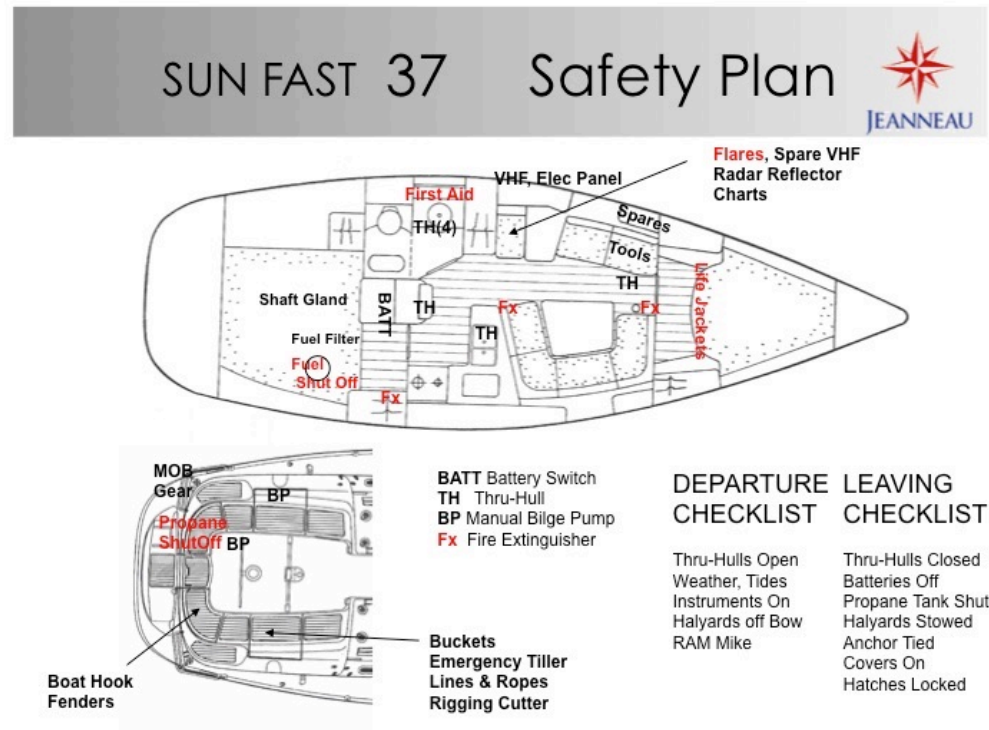 SUN FAST 37 Safety Plan
JEANNEAU
Flares, Spare VHF
Radar Reflector
Charts
VHF, Elec Panel
First Aid
TH(4)
Spares
Tools
TH
Life Jackets
Shaft Gland
BATT
TH
Fx
Fx
TH
Fuel Filter
Fuel
Shut Off
Fx
MOB
Gear
BP
Propane
ShutOff
BP
Boat Hook
Fenders
Buckets
Emergency Tiller
Lines & Ropes
Rigging Cutter
BATT Battery Switch
TH Thru-Hull
BP Manual Bilge Pump
Fx Fire Extinguisher
DEPARTURE
CHECKLIST
Thru-Hulls Open
Weather, Tides
Instruments On
Halyards off Bow
RAM Mike
LEAVING
CHECKLIST
Thru-Hulls Closed
Batteries Off
Propane Tank Shut
Halyards Stowed
Anchor Tied
Covers On
Hatches Locked